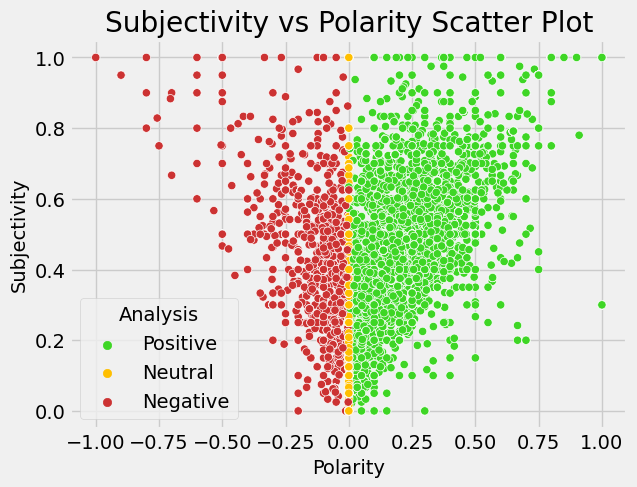 Subjectivity vs Polarity Scatter Plot
1.0
0.8
0.6
0.4
0.2
0.0
Subjectivity
Analysis
Positive
Neutral
Negative
−1.00 −0.75 −0.50 −0.25 0.00 0.25 0.50 0.75 1.00
Polarity